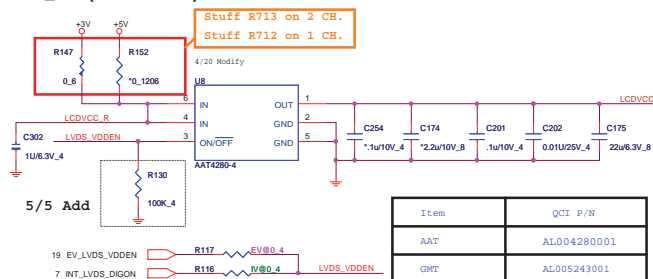 Stuff R713 on 2 CH.
Stuff R712 on 1 CH.
+3V
+5V
R147
R152
0_6
*0_1206
4/20 Modify
U8
6
IN
OUT
1
LCDVCC
LCDVCC_R
4
IN
GND
2
C302
LVDS_VDDEN
3
ON/OFF
GND
5
AAT4280-4
1U/6.3V_4
C254
C174
C201
C202
C175
*.1u/10V_4
*2.2u/10V_8
.1u/10V_4
0.01U/25V_4
22u/6.3V_8
R130
100K_4
5/5 Add
Item
QCI P/N
AAT
AL004280001
GMT
AL005243001
19 EV_LVDS_VDDEN
R117
EV@0_4
7 INT_LVDS_DIGON
R116
IV@0_4
LVDS_VDDEN